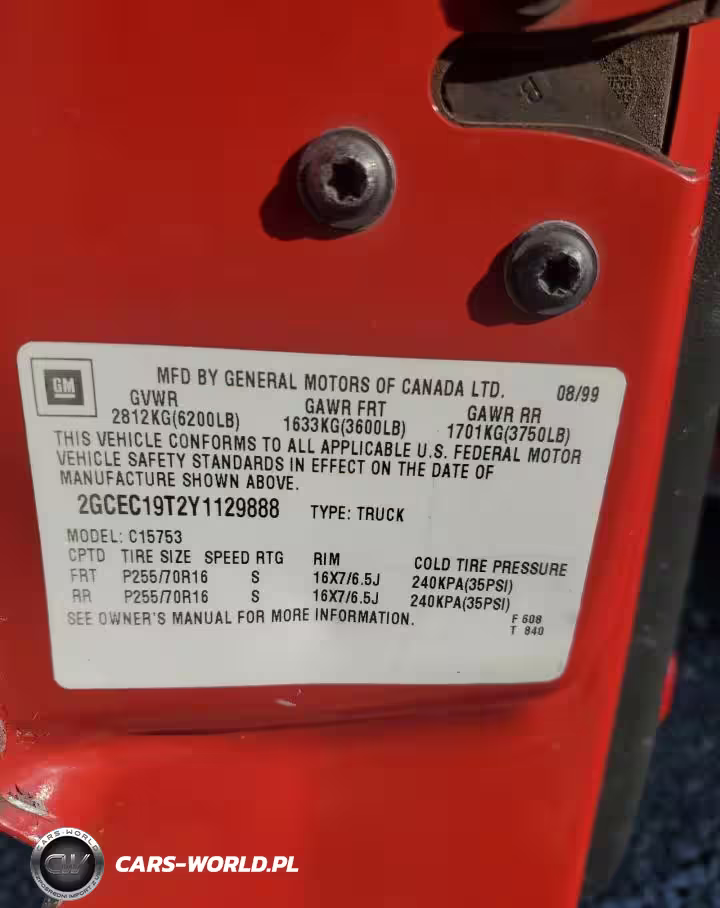 B
GM
MFD BY GENERAL MOTORS OF CANADA LTD. 08/99
GVWR GAWR FRT GAWR RR
2812KG(6200LB) 1633KG(3600LB) 1701KG(3750LB)
THIS VEHICLE CONFORMS TO ALL APPLICABLE U.S. FEDERAL MOTOR
VEHICLE SAFETY STANDARDS IN EFFECT ON THE DATE OF
MANUFACTURE SHOWN ABOVE.
2GCEC19T2Y1129888 TYPE: TRUCK
MODEL: C15753
CPTD TIRE SIZE SPEED RTG RIM COLD TIRE PRESSURE
FRT P255/70R16 S 16X7/6.5J 240KPA(35PSI)
RR P255/70R16 S 16X7/6.5J 240KPA(35PSI)
SEE OWNER'S MANUAL FOR MORE INFORMATION. F 608
T 840
CARS-WORLD
CW
CARS-WORLD.PL